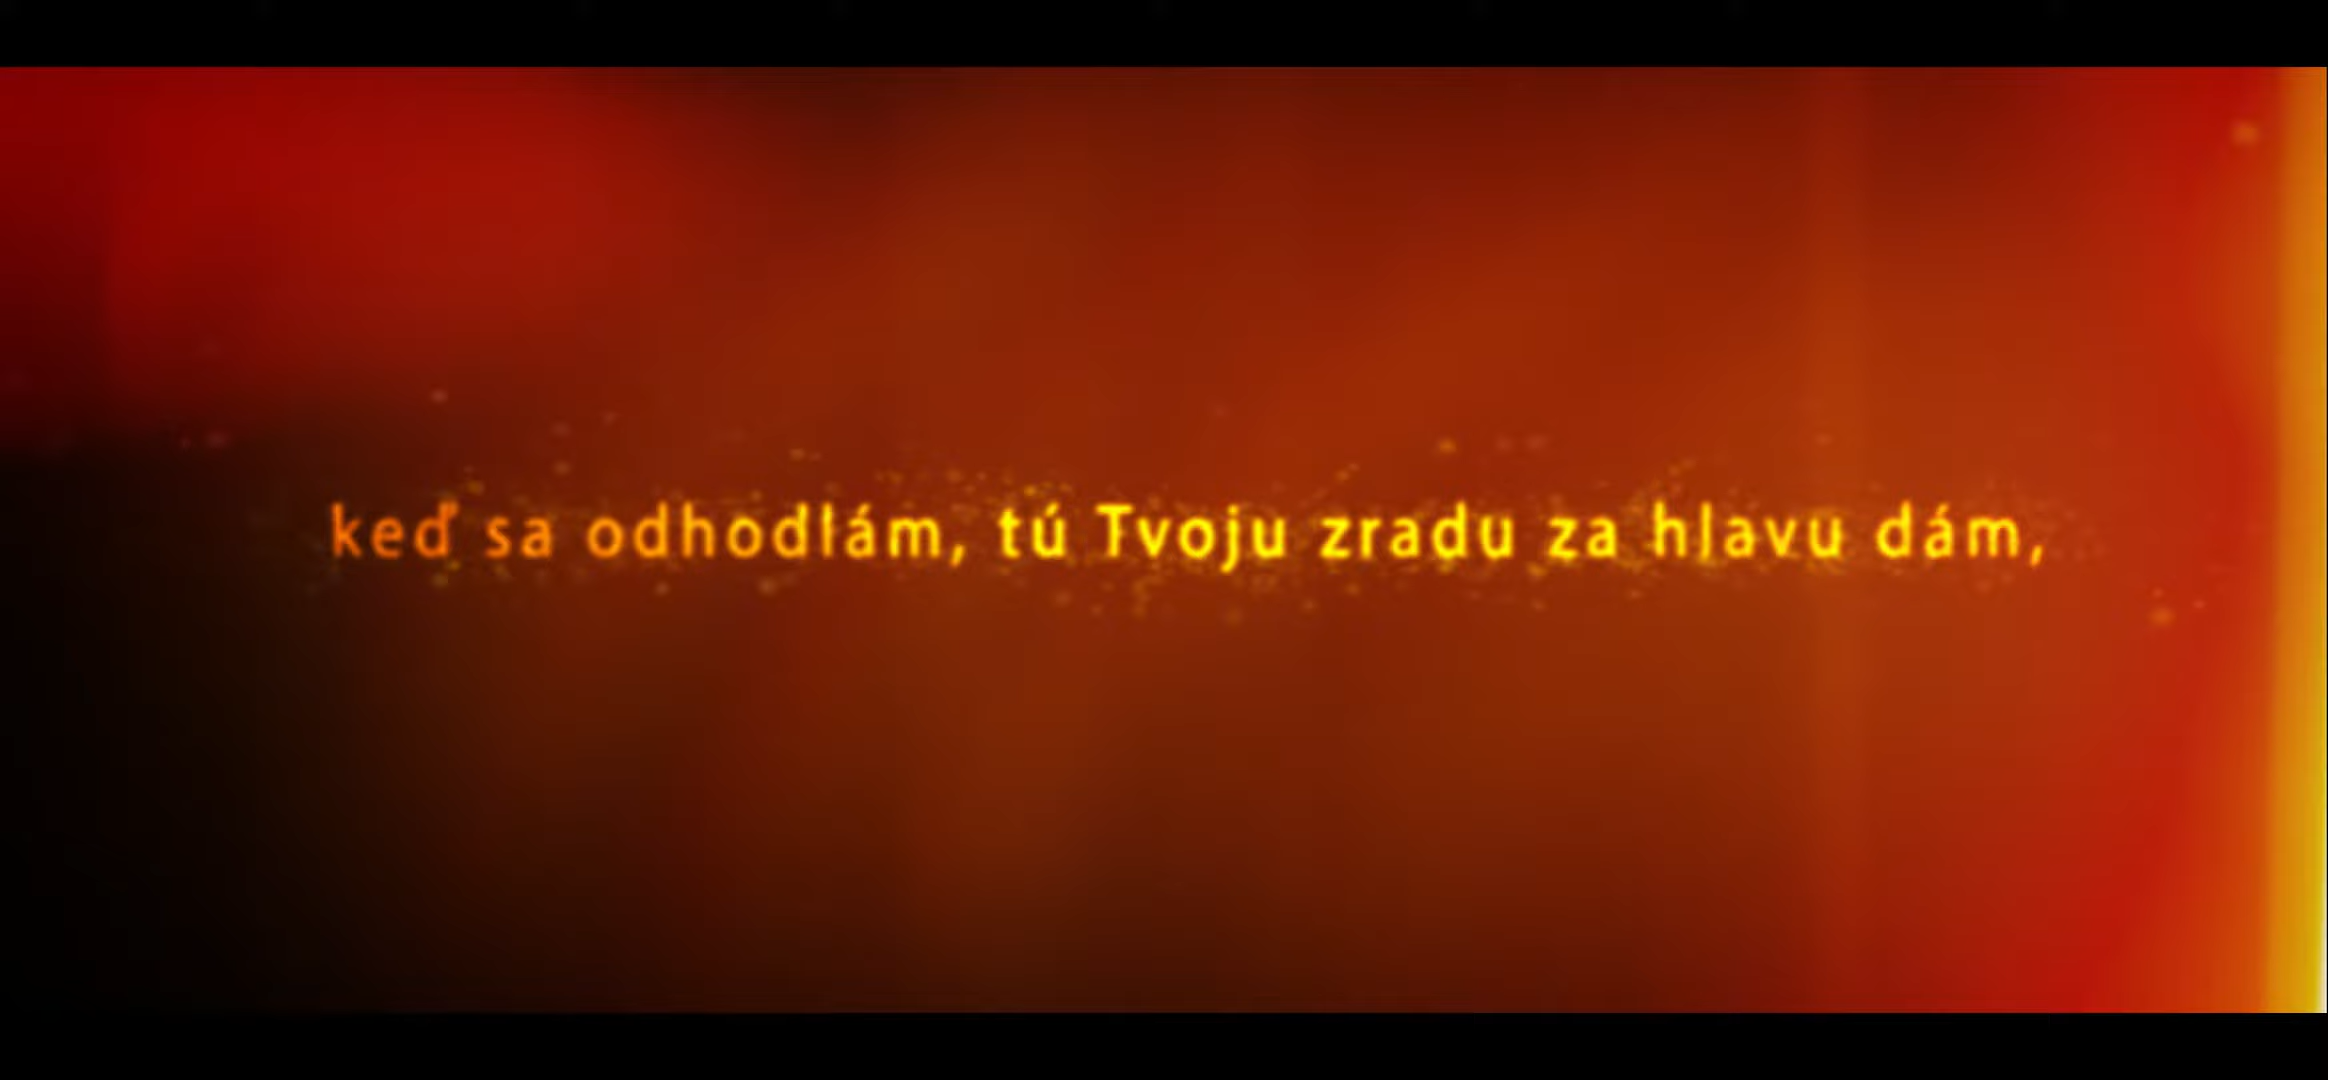 keď sa odhodlám, tú Tvoju zradu za hlavu dám,